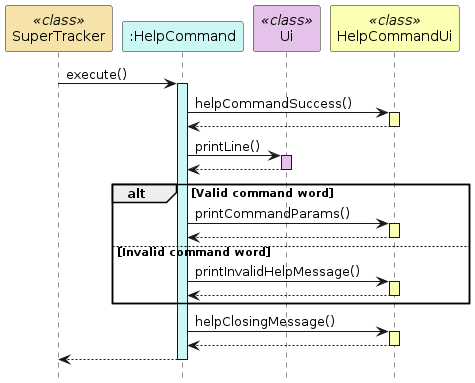 «class»
SuperTracker
:HelpCommand
«class»
Ui
«class»
HelpCommandUi
execute()
helpCommandSuccess()
printLine()
alt
[Valid command word]
printCommandParams()
[Invalid command word]
printInvalidHelpMessage()
helpClosingMessage()